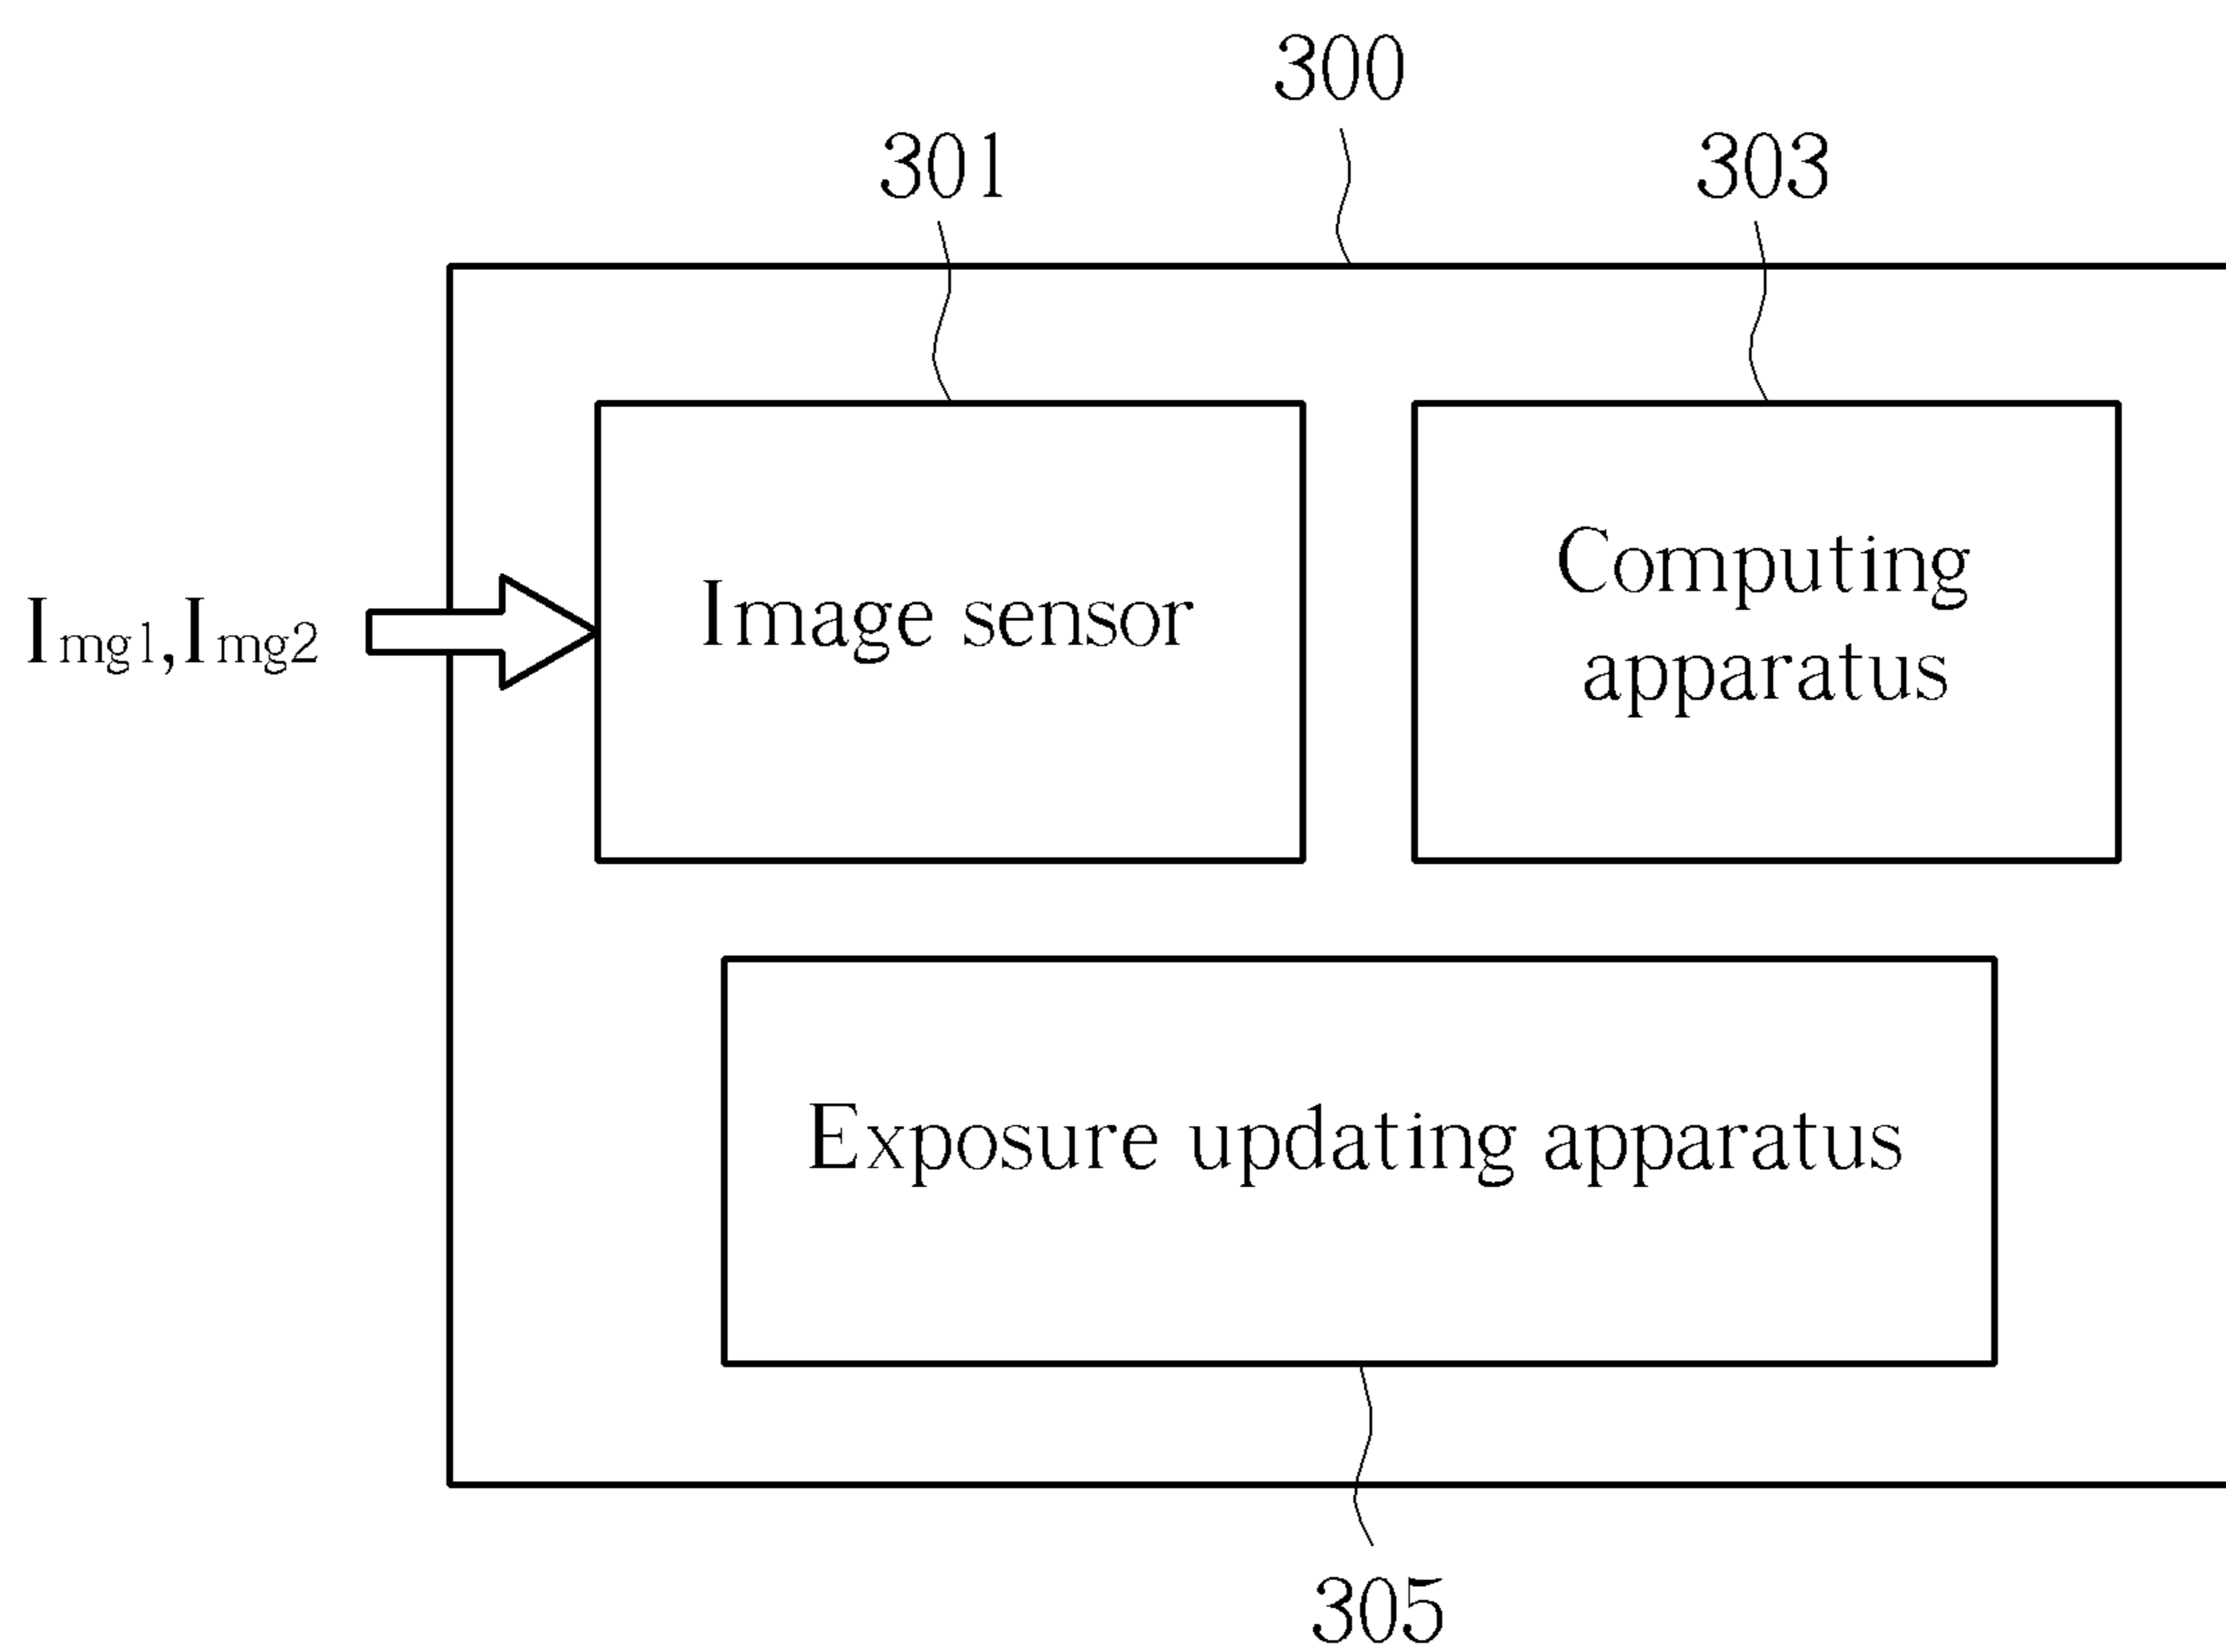 300
301
303
Img1,Img2
Image sensor
Computing
apparatus
Exposure updating apparatus
305